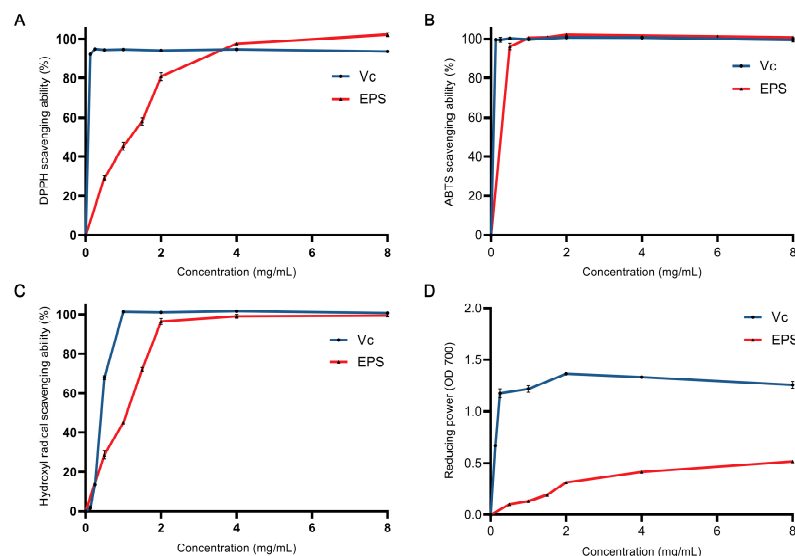 A
DPPH scavenging ability (%)
100
80
60
40
20
0
0 2 4 6 8
Concentration (mg/mL)
Vc
EPS
B
ABTS scavenging ability (%)
100
80
60
40
20
0
0 2 4 6 8
Concentration (mg/mL)
Vc
EPS
C
Hydroxyl radical scavenging ability (%)
100
80
60
40
20
0
0 2 4 6 8
Concentration (mg/mL)
Vc
EPS
D
Reducing power (OD 700)
2.0
1.5
1.0
0.5
0.0
0 2 4 6 8
Concentration (mg/mL)
Vc
EPS